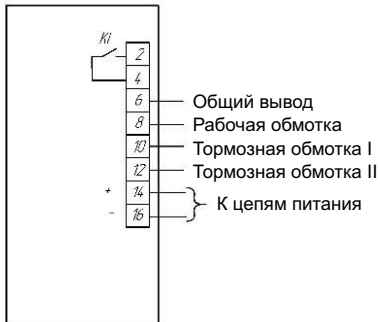 Ki
2
4
6 Общий вывод
8 Рабочая обмотка
10 Тормозная обмотка I
12 Тормозная обмотка II
+ 14
К цепям питания
- 16